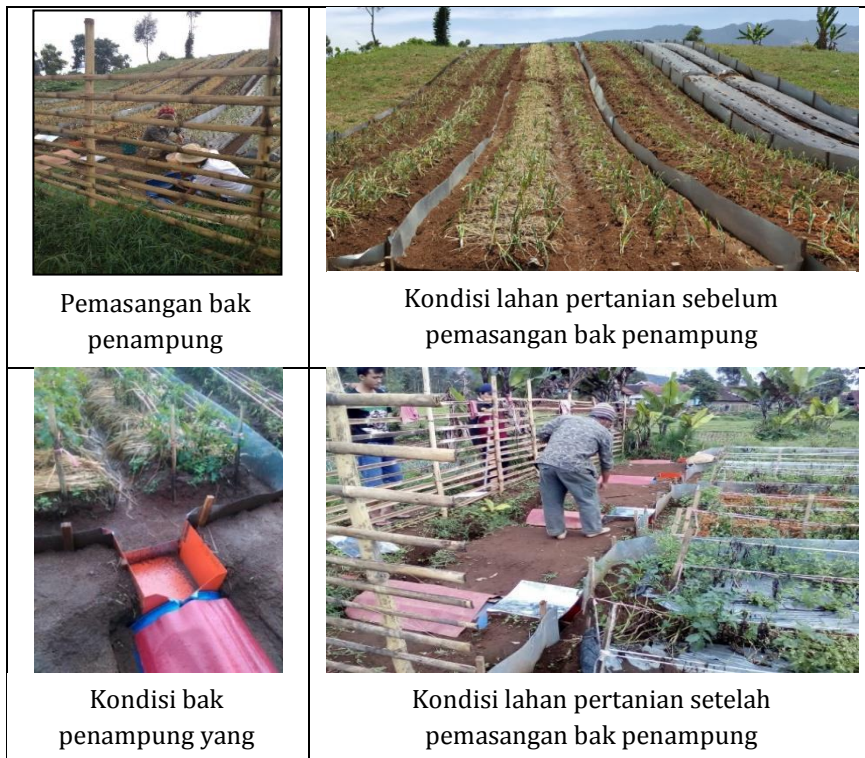 Pemasangan bak
penampung
Kondisi lahan pertanian sebelum
pemasangan bak penampung
Kondisi bak
penampung yang
Kondisi lahan pertanian setelah
pemasangan bak penampung